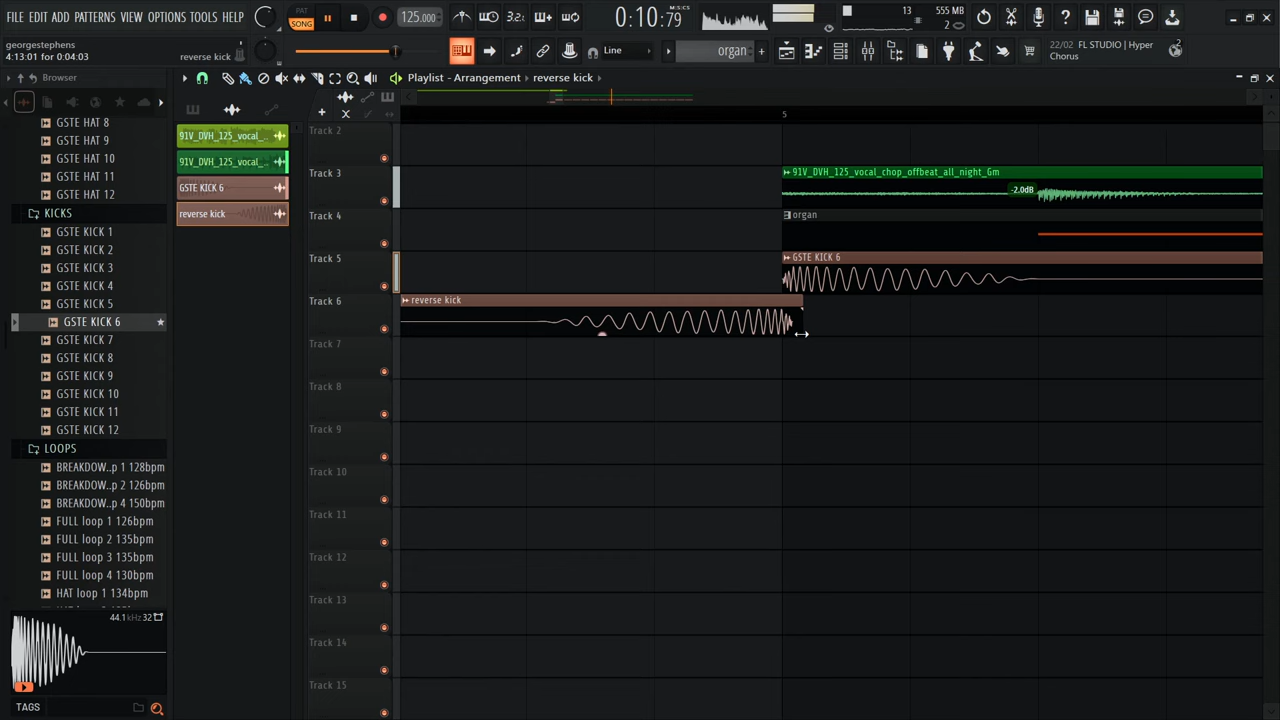 FILE EDIT ADD PATTERNS VIEW OPTIONS TOOLS HELP
PAT
SONG
125.000
3.2.
0:10:79
M:S:CS
13
555 MB
2
georgestephens
4:13:01 for 0:04:03
reverse kick
Line
organ
22/02 FL STUDIO | Hyper
Chorus
Browser
Playlist - Arrangement
reverse kick
GSTE HAT 8
GSTE HAT 9
GSTE HAT 10
GSTE HAT 11
GSTE HAT 12
KICKS
GSTE KICK 1
GSTE KICK 2
GSTE KICK 3
GSTE KICK 4
GSTE KICK 5
GSTE KICK 6
GSTE KICK 7
GSTE KICK 8
GSTE KICK 9
GSTE KICK 10
GSTE KICK 11
GSTE KICK 12
LOOPS
BREAKDOW..p 1 128bpm
BREAKDOW..p 2 126bpm
BREAKDOW..p 4 150bpm
FULL loop 1 126bpm
FULL loop 2 135bpm
FULL loop 3 135bpm
FULL loop 4 130bpm
HAT loop 1 134bpm
44.1 kHz 32
TAGS
91V_DVH_125_vocal_..
91V_DVH_125_vocal_..
GSTE KICK 6
reverse kick
5
Track 2
Track 3
Track 4
Track 5
Track 6
Track 7
Track 8
Track 9
Track 10
Track 11
Track 12
Track 13
Track 14
Track 15
91V_DVH_125_vocal_chop_offbeat_all_night_Gm
-2.0dB
organ
GSTE KICK 6
reverse kick